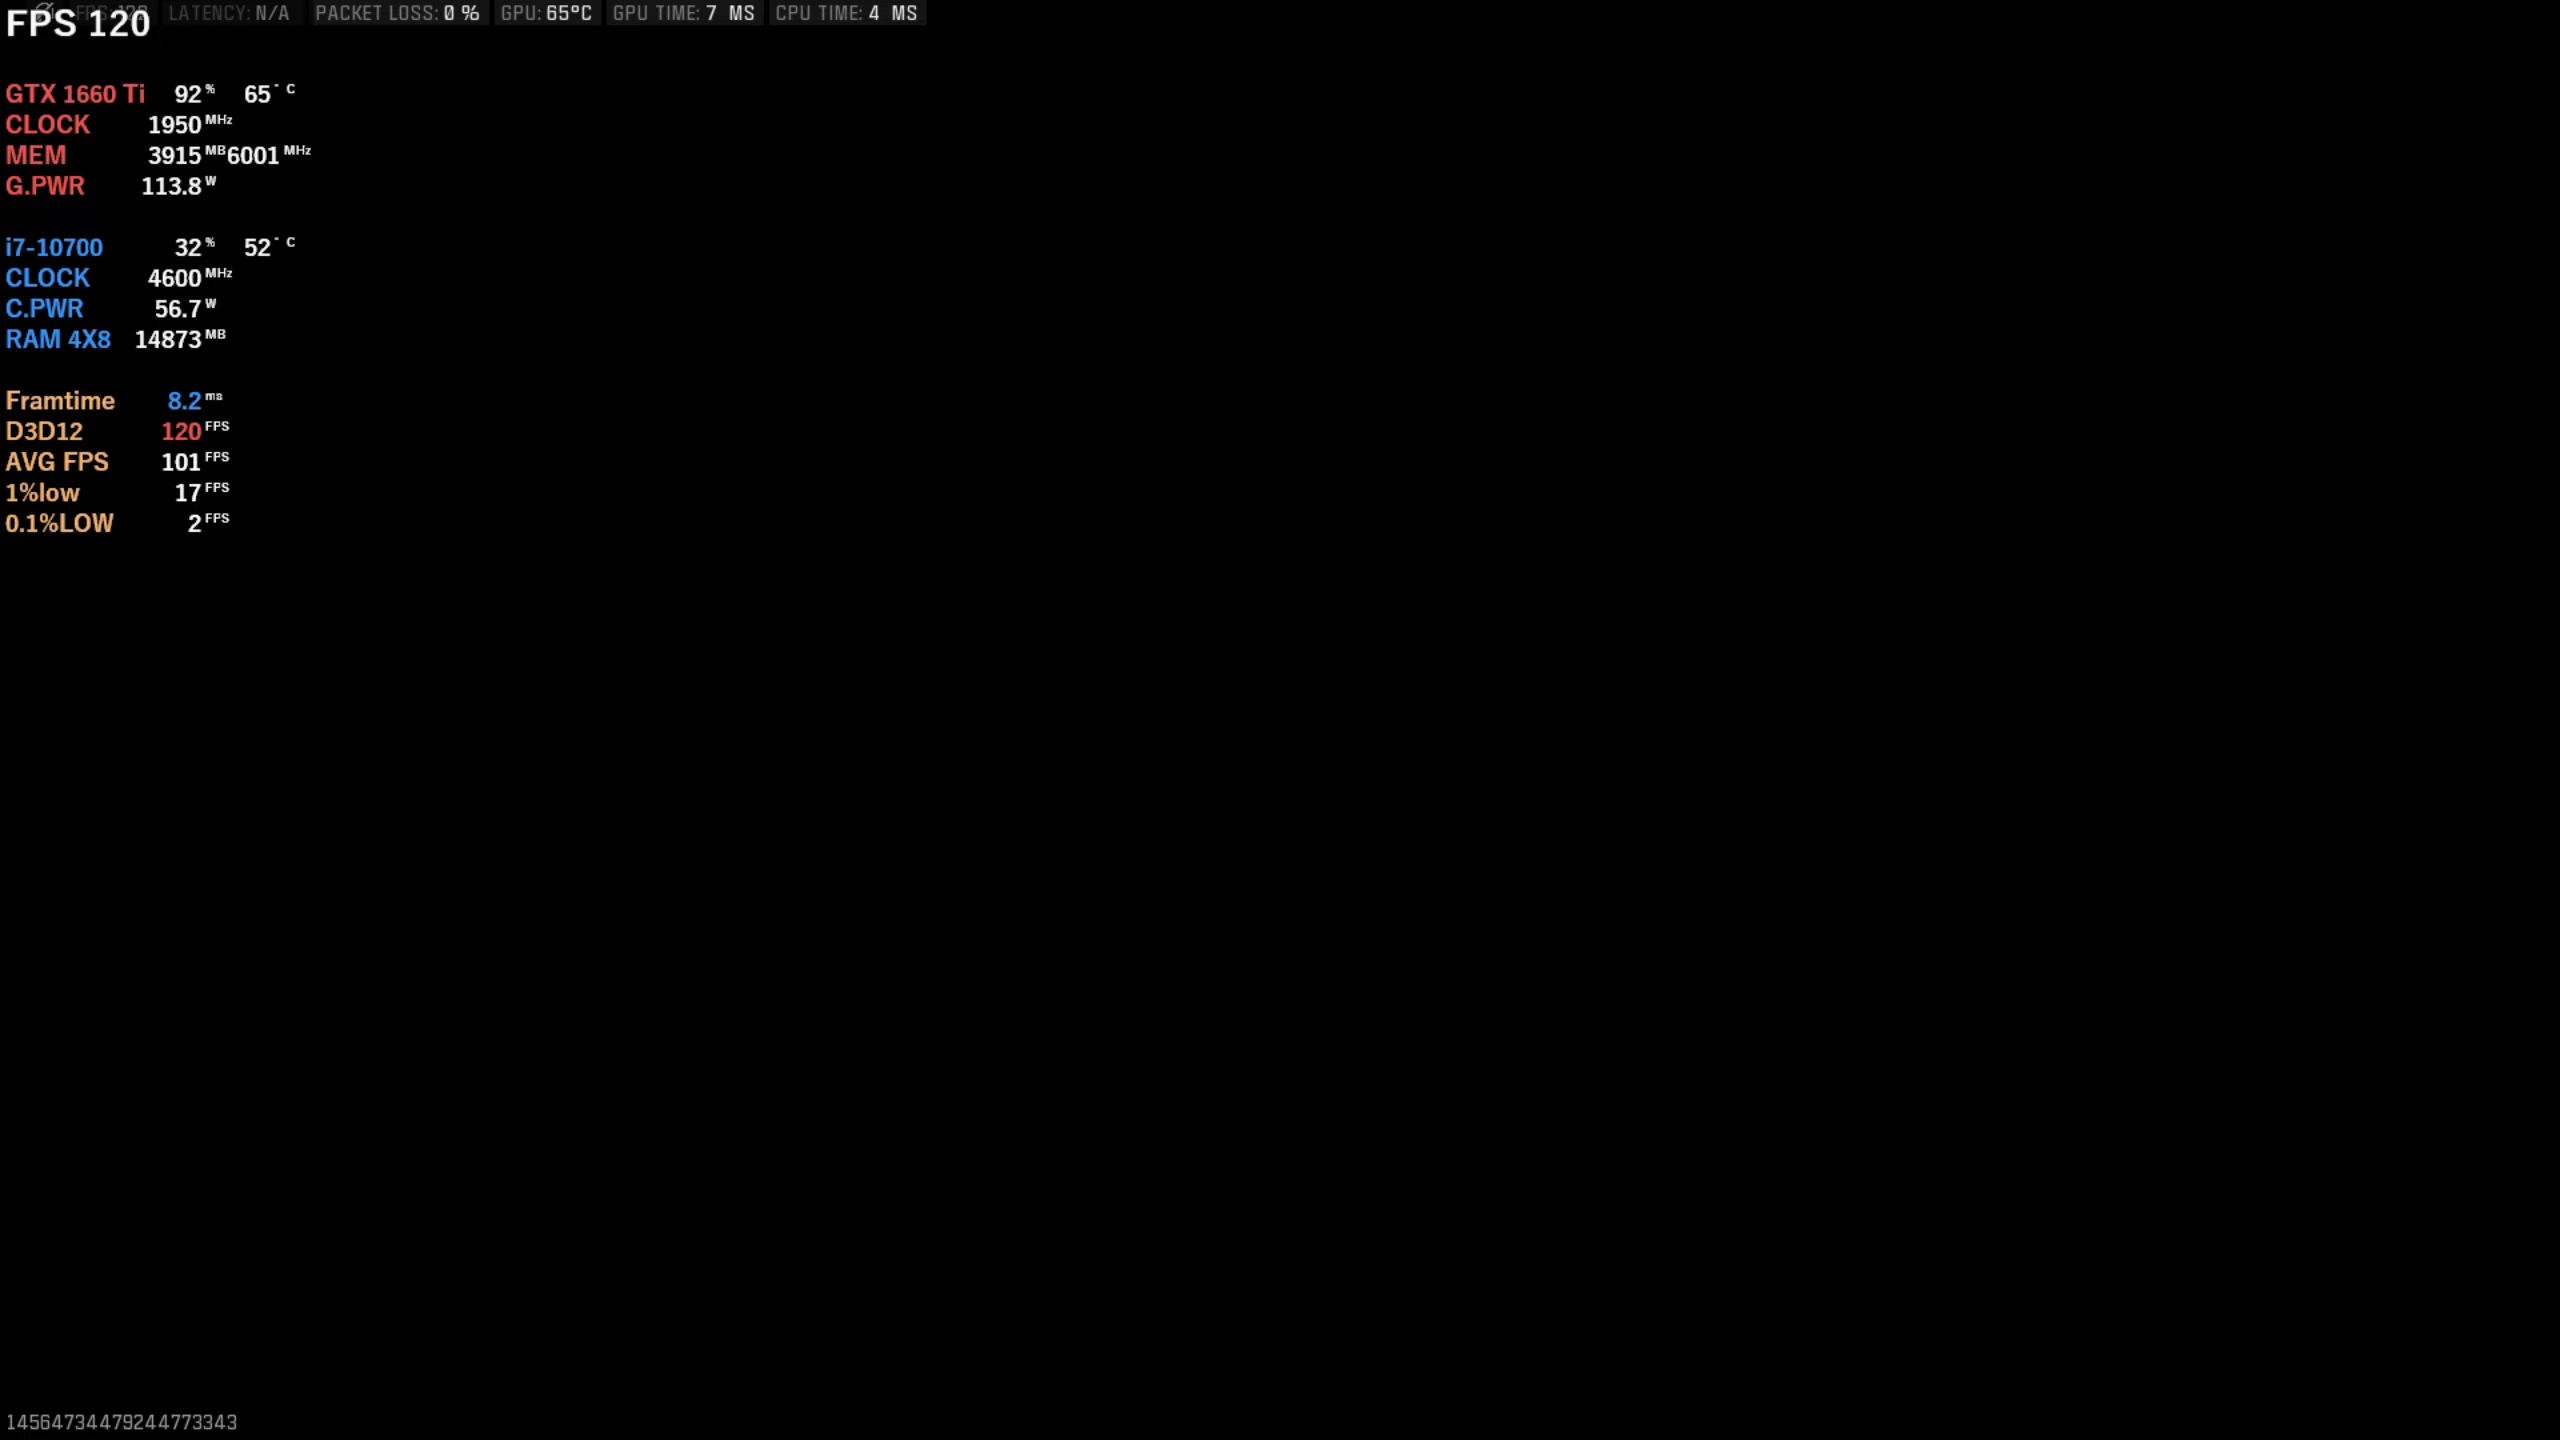 FPS 120 LATENCY: N/A PACKET LOSS: 0 % GPU: 65°C GPU TIME: 7 MS CPU TIME: 4 MS
FPS 120
GTX 1660 Ti 92 % 65 °C
CLOCK 1950 MHz
MEM 3915 MB 6001 MHz
G.PWR 113.8 W
i7-10700 32 % 52 °C
CLOCK 4600 MHz
C.PWR 56.7 W
RAM 4X8 14873 MB
Framtime 8.2 ms
D3D12 120 FPS
AVG FPS 101 FPS
1%low 17 FPS
0.1%LOW 2 FPS
14564734479244773343